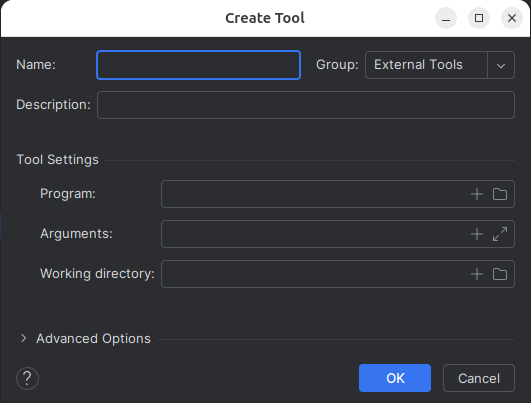 Create Tool
Name: Group: External Tools
Description:
Tool Settings
Program:
Arguments:
Working directory:
Advanced Options
? OK Cancel